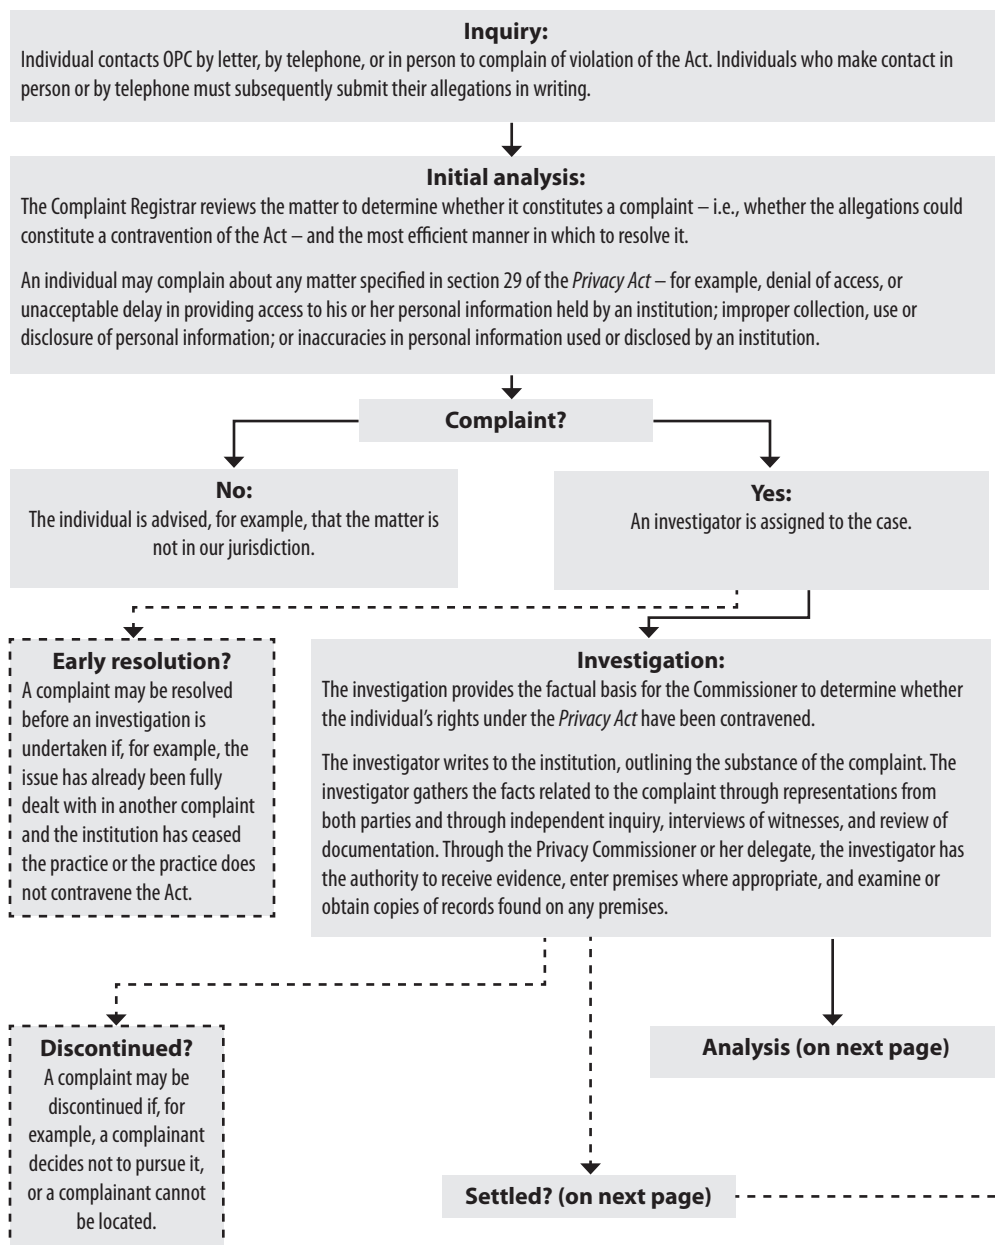 Inquiry:
Individual contacts OPC by letter, by telephone, or in person to complain of violation of the Act. Individuals who make contact in
person or by telephone must subsequently submit their allegations in writing.
Initial analysis:
The Complaint Registrar reviews the matter to determine whether it constitutes a complaint – i.e., whether the allegations could
constitute a contravention of the Act – and the most efficient manner in which to resolve it.
An individual may complain about any matter specified in section 29 of the Privacy Act – for example, denial of access, or
unacceptable delay in providing access to his or her personal information held by an institution; improper collection, use or
disclosure of personal information; or inaccuracies in personal information used or disclosed by an institution.
Complaint?
No:
The individual is advised, for example, that the matter is
not in our jurisdiction.
Yes:
An investigator is assigned to the case.
Early resolution?
A complaint may be resolved
before an investigation is
undertaken if, for example, the
issue has already been fully
dealt with in another complaint
and the institution has ceased
the practice or the practice does
not contravene the Act.
Investigation:
The investigation provides the factual basis for the Commissioner to determine whether
the individual's rights under the Privacy Act have been contravened.
The investigator writes to the institution, outlining the substance of the complaint. The
investigator gathers the facts related to the complaint through representations from
both parties and through independent inquiry, interviews of witnesses, and review of
documentation. Through the Privacy Commissioner or her delegate, the investigator has
the authority to receive evidence, enter premises where appropriate, and examine or
obtain copies of records found on any premises.
Discontinued?
A complaint may be
discontinued if, for
example, a complainant
decides not to pursue it,
or a complainant cannot
be located.
Analysis (on next page)
Settled? (on next page)